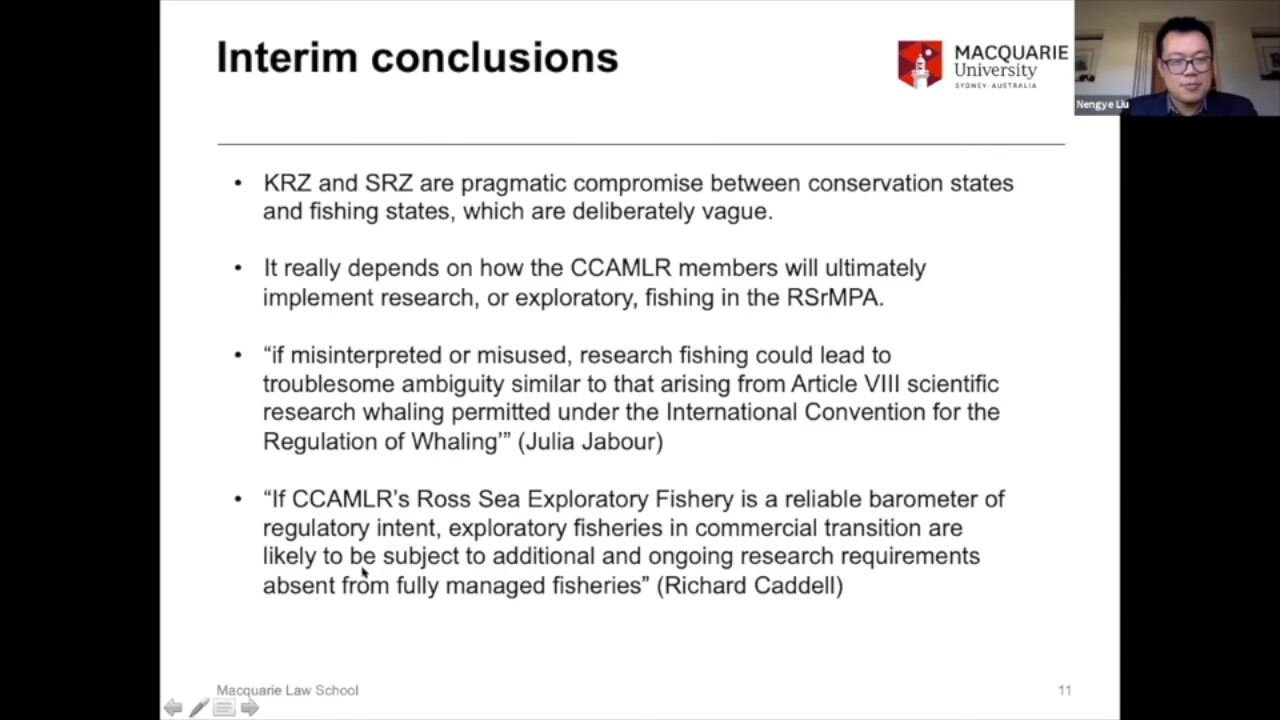 Interim conclusions
MACQUARIE
University
SYDNEY·AUSTRALIA
Nengye Liu
• KRZ and SRZ are pragmatic compromise between conservation states
and fishing states, which are deliberately vague.
• It really depends on how the CCAMLR members will ultimately
implement research, or exploratory, fishing in the RSrMPA.
• “if misinterpreted or misused, research fishing could lead to
troublesome ambiguity similar to that arising from Article VIII scientific
research whaling permitted under the International Convention for the
Regulation of Whaling’” (Julia Jabour)
• “If CCAMLR’s Ross Sea Exploratory Fishery is a reliable barometer of
regulatory intent, exploratory fisheries in commercial transition are
likely to be subject to additional and ongoing research requirements
absent from fully managed fisheries” (Richard Caddell)
Macquarie Law School
11